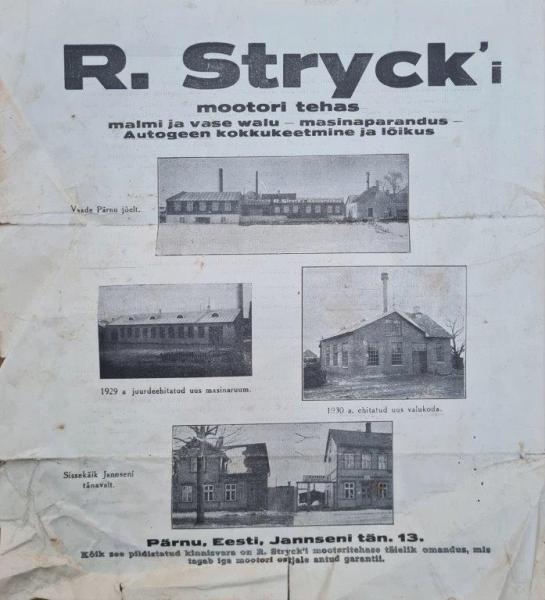 R. Stryck'i
mootori tehas
malmi ja vase walu – masinaparandus –
Autogeen kokkukeetmine ja lõikus
Vaade Pärnu jõelt.
1929 a juurdeehitatud uus masinaruum.
1930 a. ehitatud uus valukoda.
Sissekäik Jannseni
tänavalt.
Pärnu, Eesti, Jannseni tän. 13.
Kõik see pildistatud kinnisvara on R. Stryck'i mootoritehase täielik omandus, mis
tagab iga mootori ostjale antud garantii.